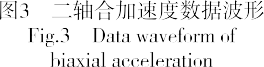 图3 二轴合加速度数据波形
Fig.3 Data waveform of
biaxial acceleration